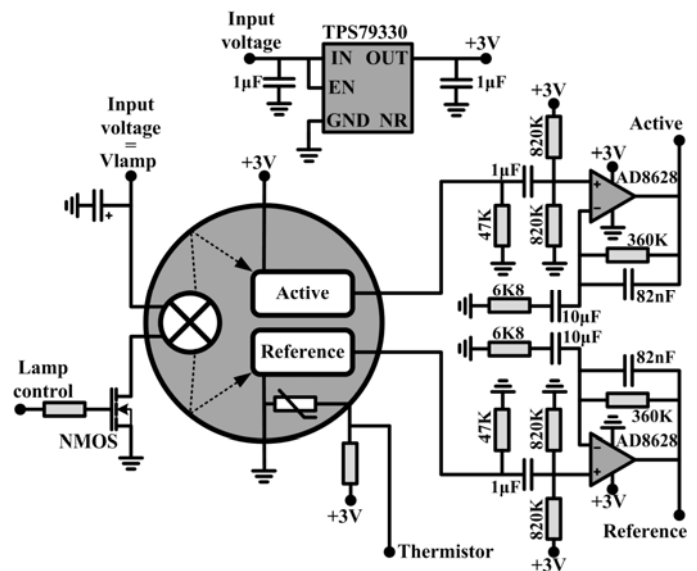 TPS79330
Input
voltage
IN OUT
+3V
1µF
EN
1µF
GND NR
Input
voltage
=
Vlamp
+
+3V
+3V
820K
1µF
+3V
Active
AD8628
+
−
47K
820K
360K
6K8
10µF
82nF
Active
Reference
6K8
10µF
82nF
360K
Lamp
control
NMOS
47K
820K
AD8628
−
+
1µF
820K
+3V
+3V
+3V
Thermistor
Reference